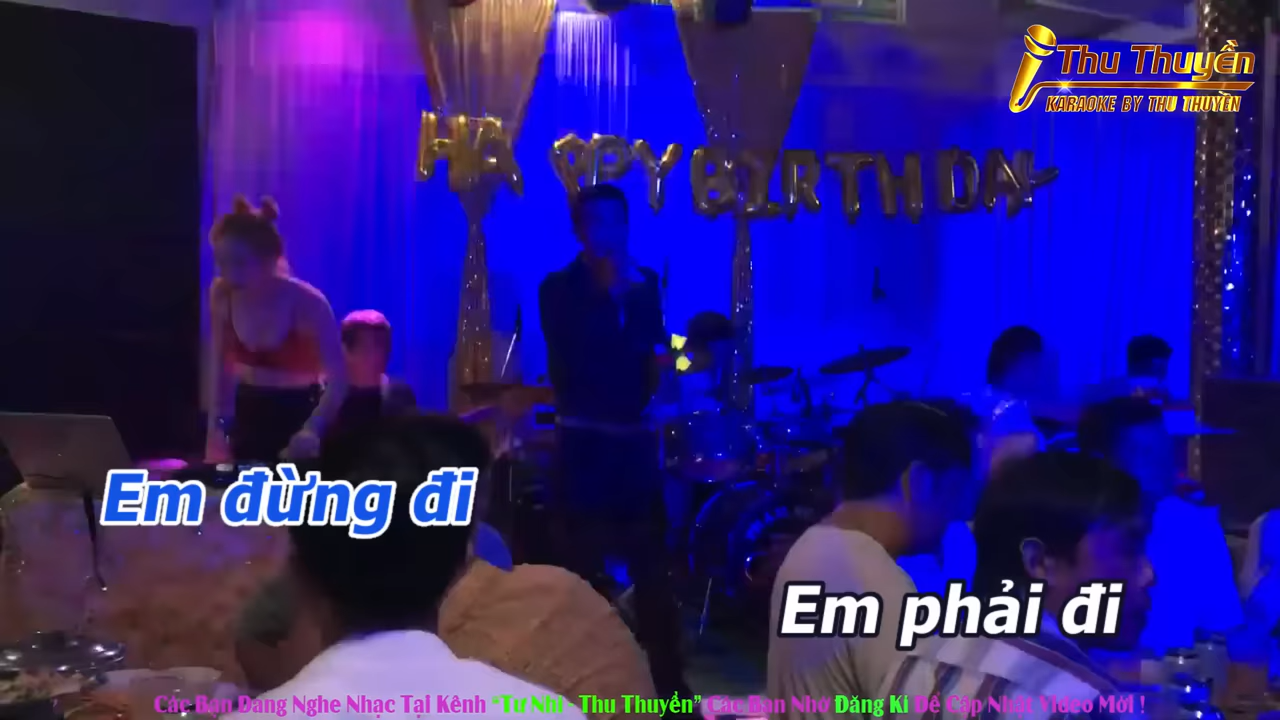 Thu Thuyền
KARAOKE BY THU THUYỀN
HAPPY BIRTHDAY
Em đừng đi
Em phải đi
Các Bạn Đang Nghe Nhạc Tại Kênh "Tư Nhi - Thu Thuyền" Các Bạn Nhớ Đăng Kí Để Cập Nhật Video Mới !